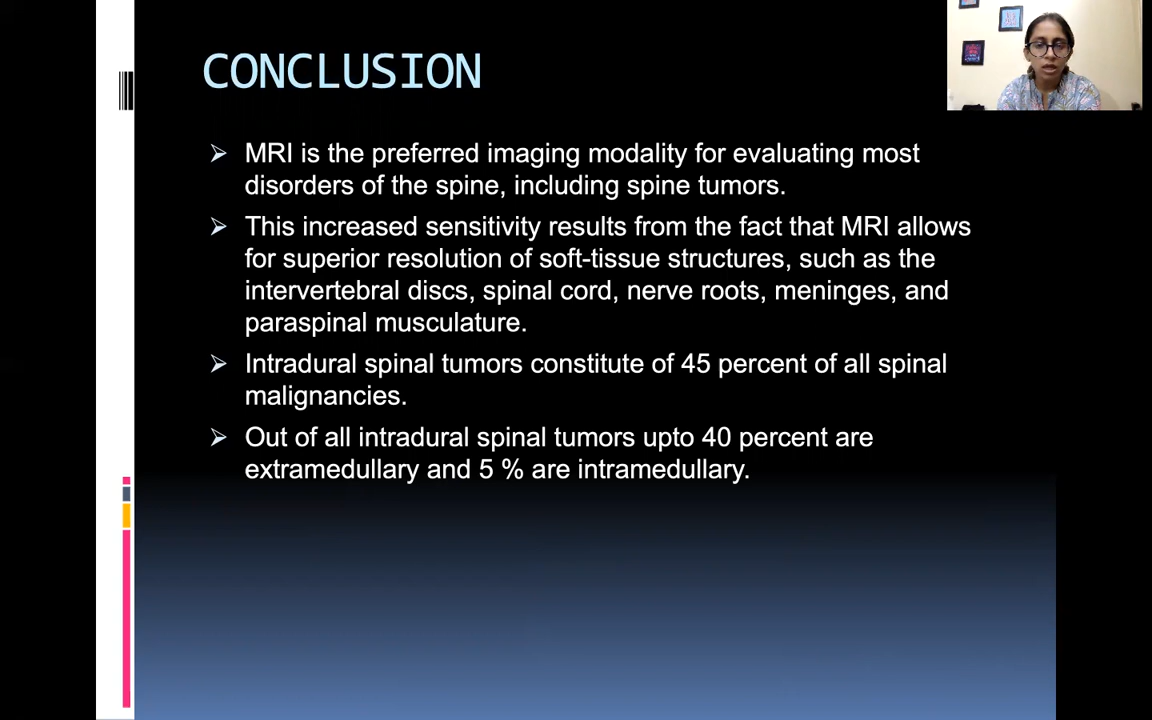 CONCLUSION
MRI is the preferred imaging modality for evaluating most
disorders of the spine, including spine tumors.
This increased sensitivity results from the fact that MRI allows
for superior resolution of soft-tissue structures, such as the
intervertebral discs, spinal cord, nerve roots, meninges, and
paraspinal musculature.
Intradural spinal tumors constitute of 45 percent of all spinal
malignancies.
Out of all intradural spinal tumors upto 40 percent are
extramedullary and 5 % are intramedullary.